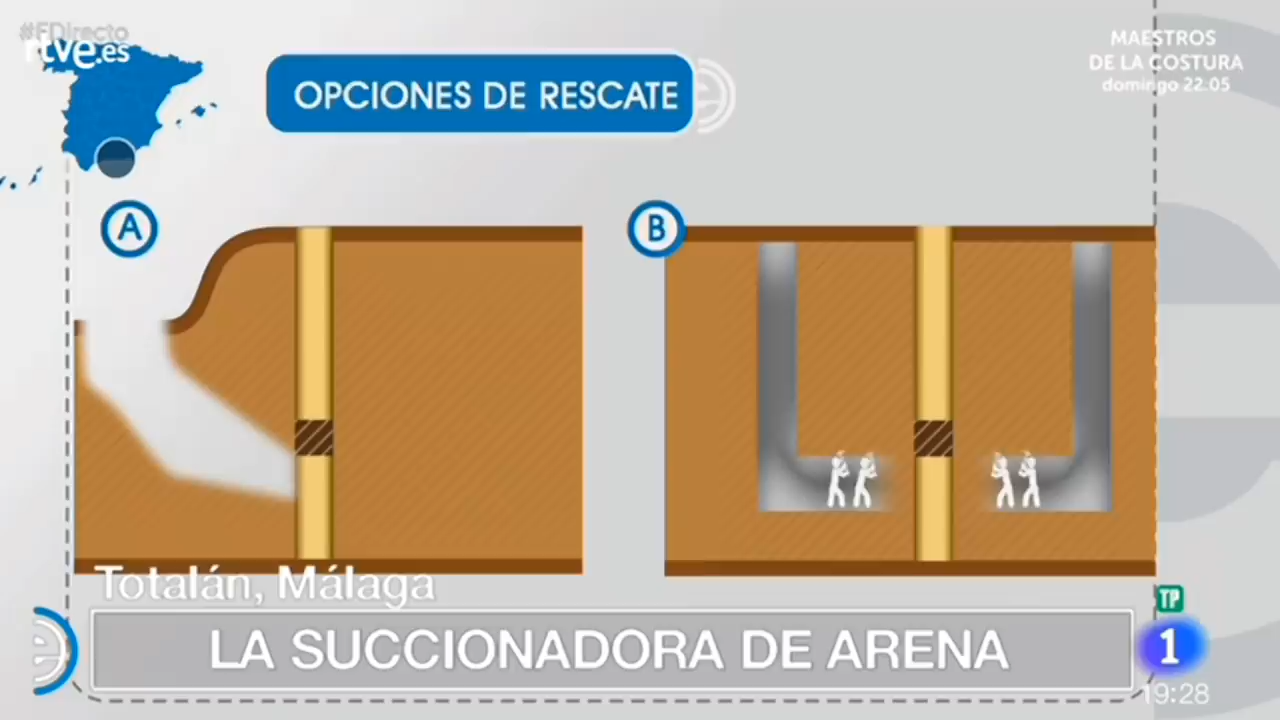 #EDirecto
rtve.es
MAESTROS
DE LA COSTURA
domingo 22:05
OPCIONES DE RESCATE
A
B
Totalán, Málaga
LA SUCCIONADORA DE ARENA
TP
1
19:28